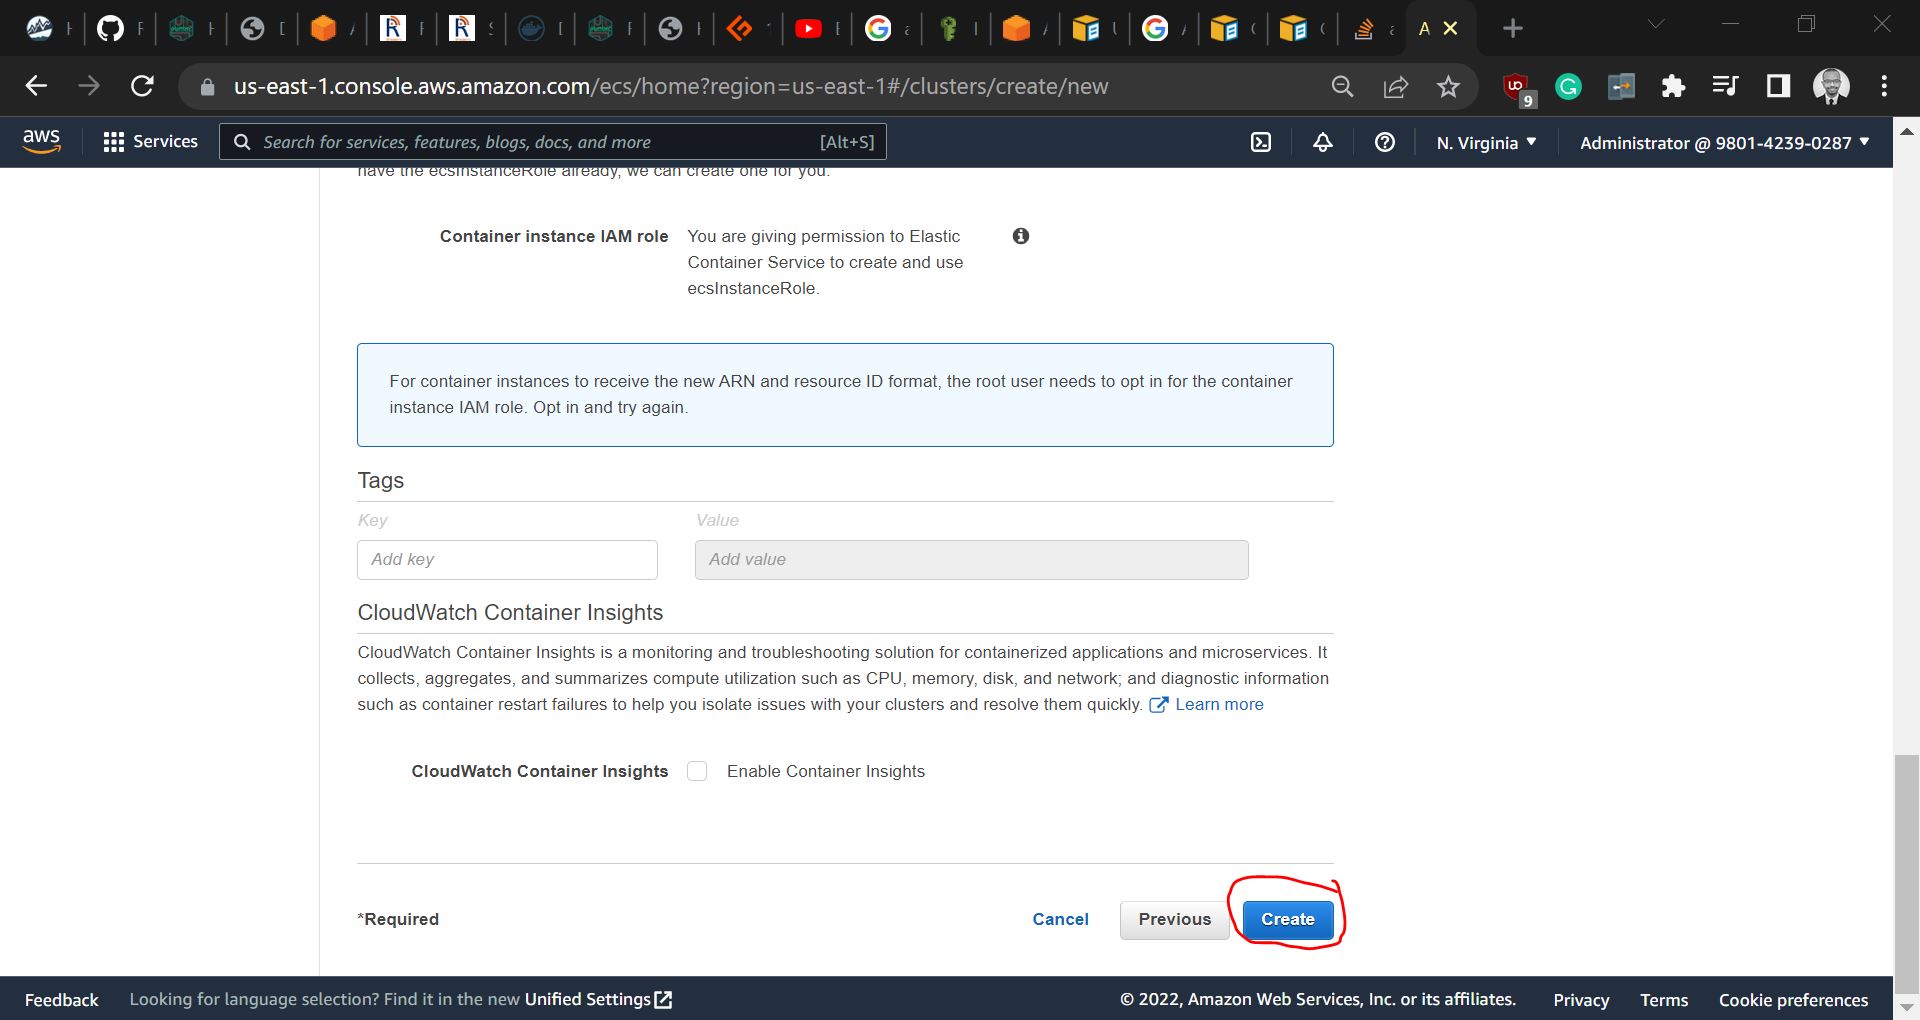 us-east-1.console.aws.amazon.com/ecs/home?region=us-east-1#/clusters/create/new
9
aws
Services
Search for services, features, blogs, docs, and more
[Alt+S]
N. Virginia
Administrator @ 9801-4239-0287
have the ecsInstanceRole already, we can create one for you.
Container instance IAM role
You are giving permission to Elastic
Container Service to create and use
ecsInstanceRole.
For container instances to receive the new ARN and resource ID format, the root user needs to opt in for the container
instance IAM role. Opt in and try again.
Tags
Key
Value
Add key
Add value
CloudWatch Container Insights
CloudWatch Container Insights is a monitoring and troubleshooting solution for containerized applications and microservices. It
collects, aggregates, and summarizes compute utilization such as CPU, memory, disk, and network; and diagnostic information
such as container restart failures to help you isolate issues with your clusters and resolve them quickly. Learn more
CloudWatch Container Insights
Enable Container Insights
*Required
Cancel
Previous
Create
Feedback
Looking for language selection? Find it in the new Unified Settings
© 2022, Amazon Web Services, Inc. or its affiliates.
Privacy
Terms
Cookie preferences